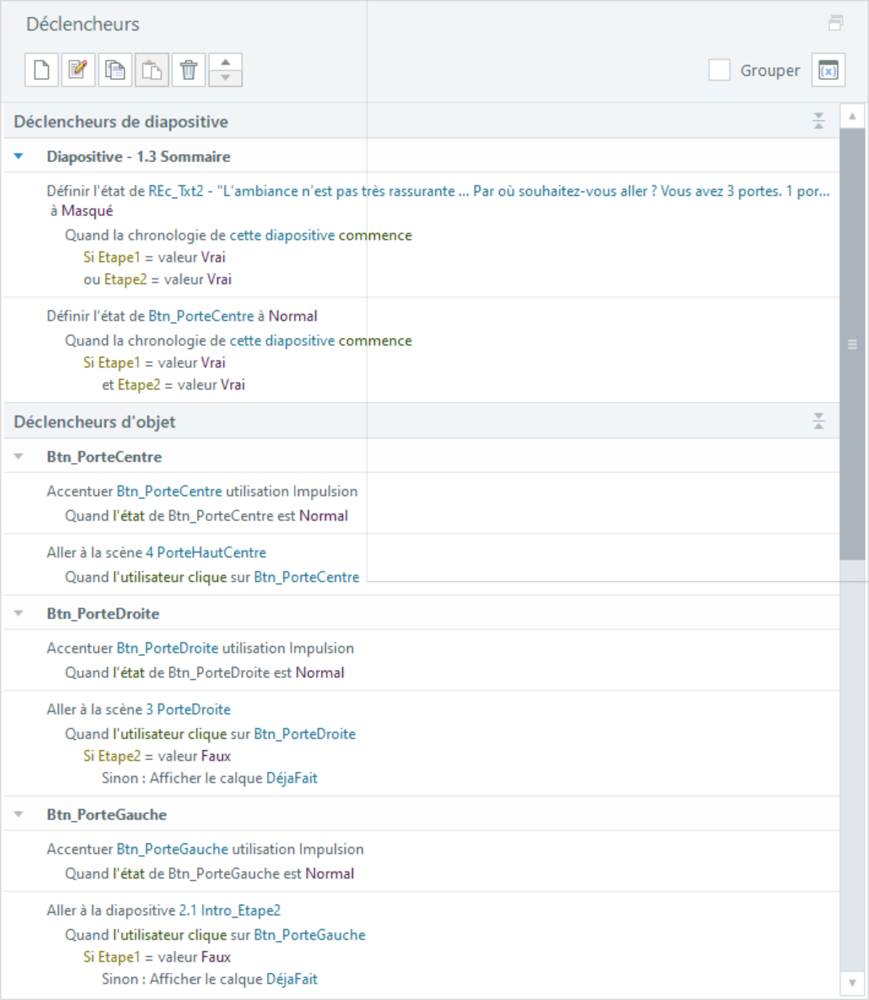 Déclencheurs
Grouper
(x)
Déclencheurs de diapositive
Diapositive - 1.3 Sommaire
Définir l'état de REc_Txt2 - "L'ambiance n'est pas très rassurante ... Par où souhaitez-vous aller ? Vous avez 3 portes. 1 por...
à Masqué
Quand la chronologie de cette diapositive commence
Si Etape1 = valeur Vrai
ou Etape2 = valeur Vrai
Définir l'état de Btn_PorteCentre à Normal
Quand la chronologie de cette diapositive commence
Si Etape1 = valeur Vrai
et Etape2 = valeur Vrai
Déclencheurs d'objet
Btn_PorteCentre
Accentuer Btn_PorteCentre utilisation Impulsion
Quand l'état de Btn_PorteCentre est Normal
Aller à la scène 4 PorteHautCentre
Quand l'utilisateur clique sur Btn_PorteCentre
Btn_PorteDroite
Accentuer Btn_PorteDroite utilisation Impulsion
Quand l'état de Btn_PorteDroite est Normal
Aller à la scène 3 PorteDroite
Quand l'utilisateur clique sur Btn_PorteDroite
Si Etape2 = valeur Faux
Sinon : Afficher le calque DéjaFait
Btn_PorteGauche
Accentuer Btn_PorteGauche utilisation Impulsion
Quand l'état de Btn_PorteGauche est Normal
Aller à la diapositive 2.1 Intro_Etape2
Quand l'utilisateur clique sur Btn_PorteGauche
Si Etape1 = valeur Faux
Sinon : Afficher le calque DéjaFait